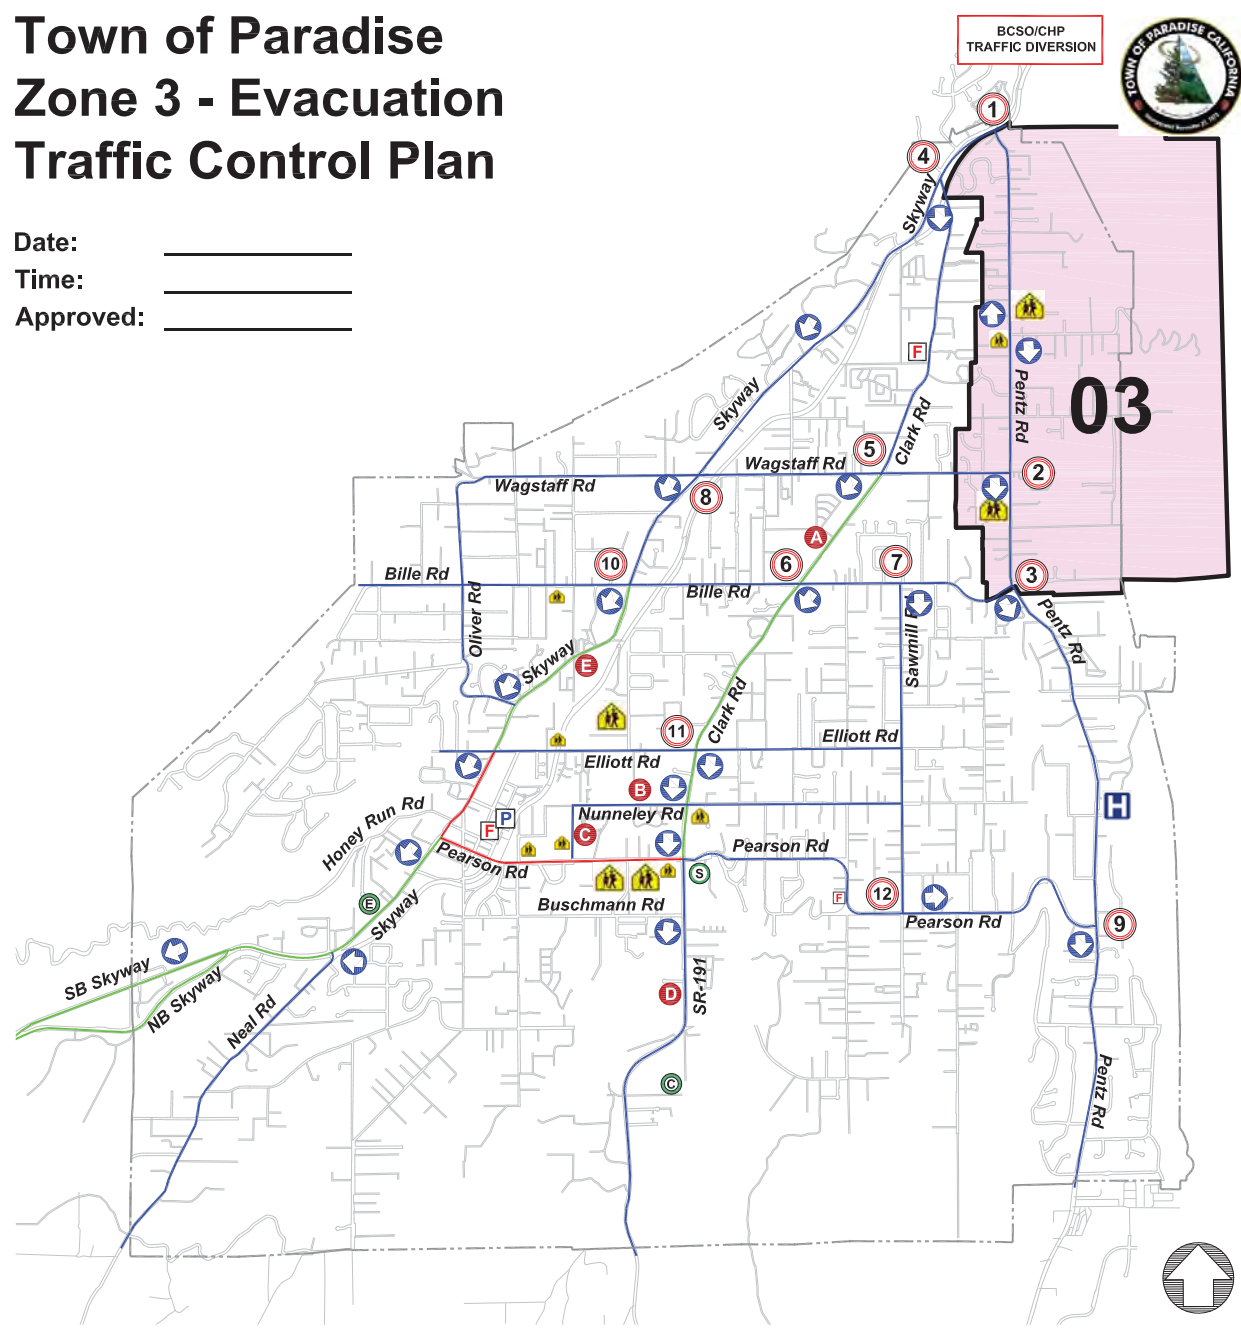 Town of Paradise
Zone 3 - Evacuation
Traffic Control Plan
BCSO/CHP
TRAFFIC DIVERSION
TOWN OF PARADISE CALIFORNIA
Date:
Time:
Approved:
1
4
Skyway
F
Pentz Rd
03
Skyway
Clark Rd
5
Wagstaff Rd
2
Wagstaff Rd
8
A
10
6
7
3
Bille Rd
Bille Rd
Oliver Rd
Sawmill Rd
Pentz Rd
Skyway
E
Clark Rd
11
Elliott Rd
Elliott Rd
B
H
Honey Run Rd
P
F
Nunneley Rd
C
Pearson Rd
Pearson Rd
S
12
F
E
Buschmann Rd
Skyway
Pearson Rd
9
SB Skyway
NB Skyway
Neal Rd
D
SR-191
C
Pentz Rd